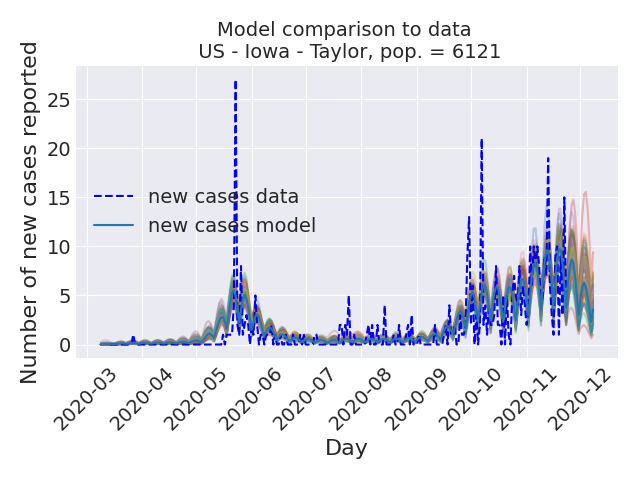 Model comparison to data
US - Iowa - Taylor, pop. = 6121
Number of new cases reported
25
20
15
10
5
0
new cases data
new cases model
2020-03
2020-04
2020-05
2020-06
2020-07
2020-08
2020-09
2020-10
2020-11
2020-12
Day